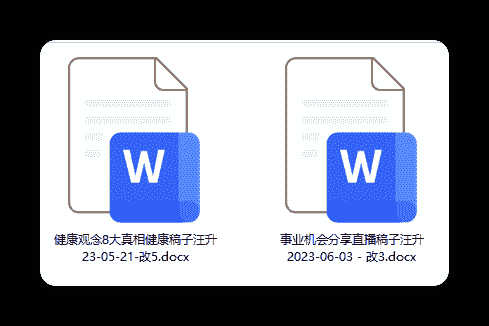 W
W
健康观念8大真相健康稿子汪升
23-05-21-改5.docx
事业机会分享直播稿子汪升
2023-06-03 - 改3.docx